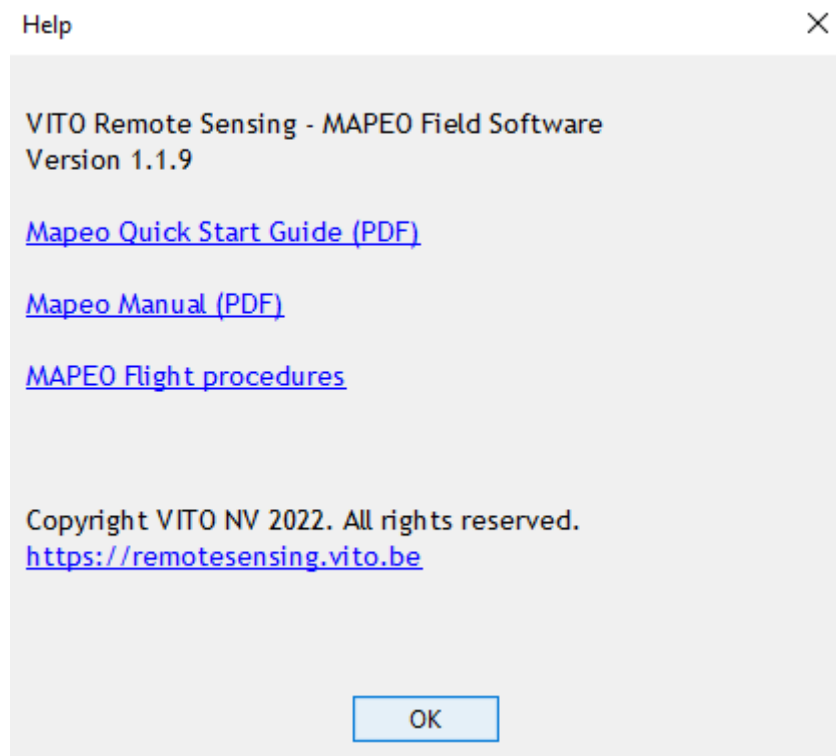 Help
VITO Remote Sensing - MAPEO Field Software
Version 1.1.9
Mapeo Quick Start Guide (PDF)
Mapeo Manual (PDF)
MAPEO Flight procedures
Copyright VITO NV 2022. All rights reserved.
https://remotesensing.vito.be
OK